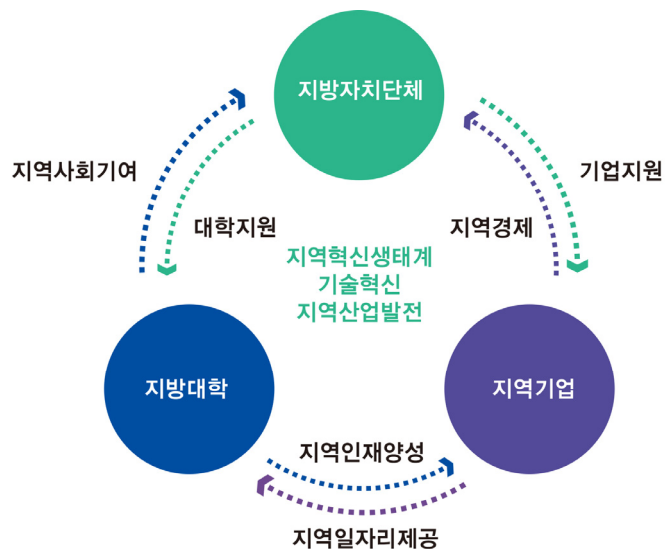 지방자치단체
지역사회기여
기업지원
대학지원
지역경제
지역혁신생태계
기술혁신
지역산업발전
지방대학
지역기업
지역인재양성
지역일자리제공